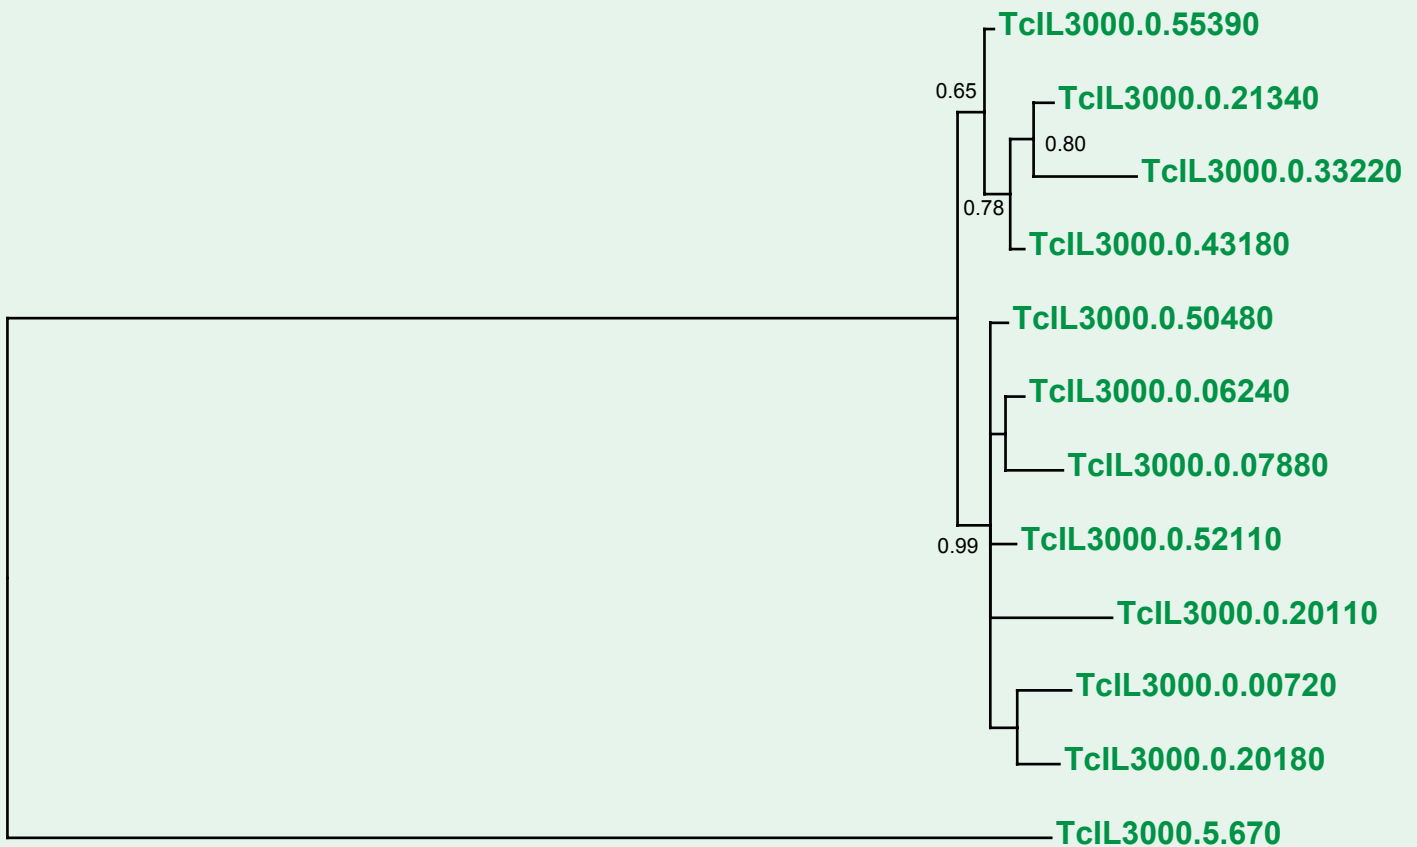 TcIL3000.0.55390
0.65
TcIL3000.0.21340
0.80
TcIL3000.0.33220
0.78
TcIL3000.0.43180
TcIL3000.0.50480
TcIL3000.0.06240
TcIL3000.0.07880
TcIL3000.0.52110
0.99
TcIL3000.0.20110
TcIL3000.0.00720
TcIL3000.0.20180
TcIL3000.5.670